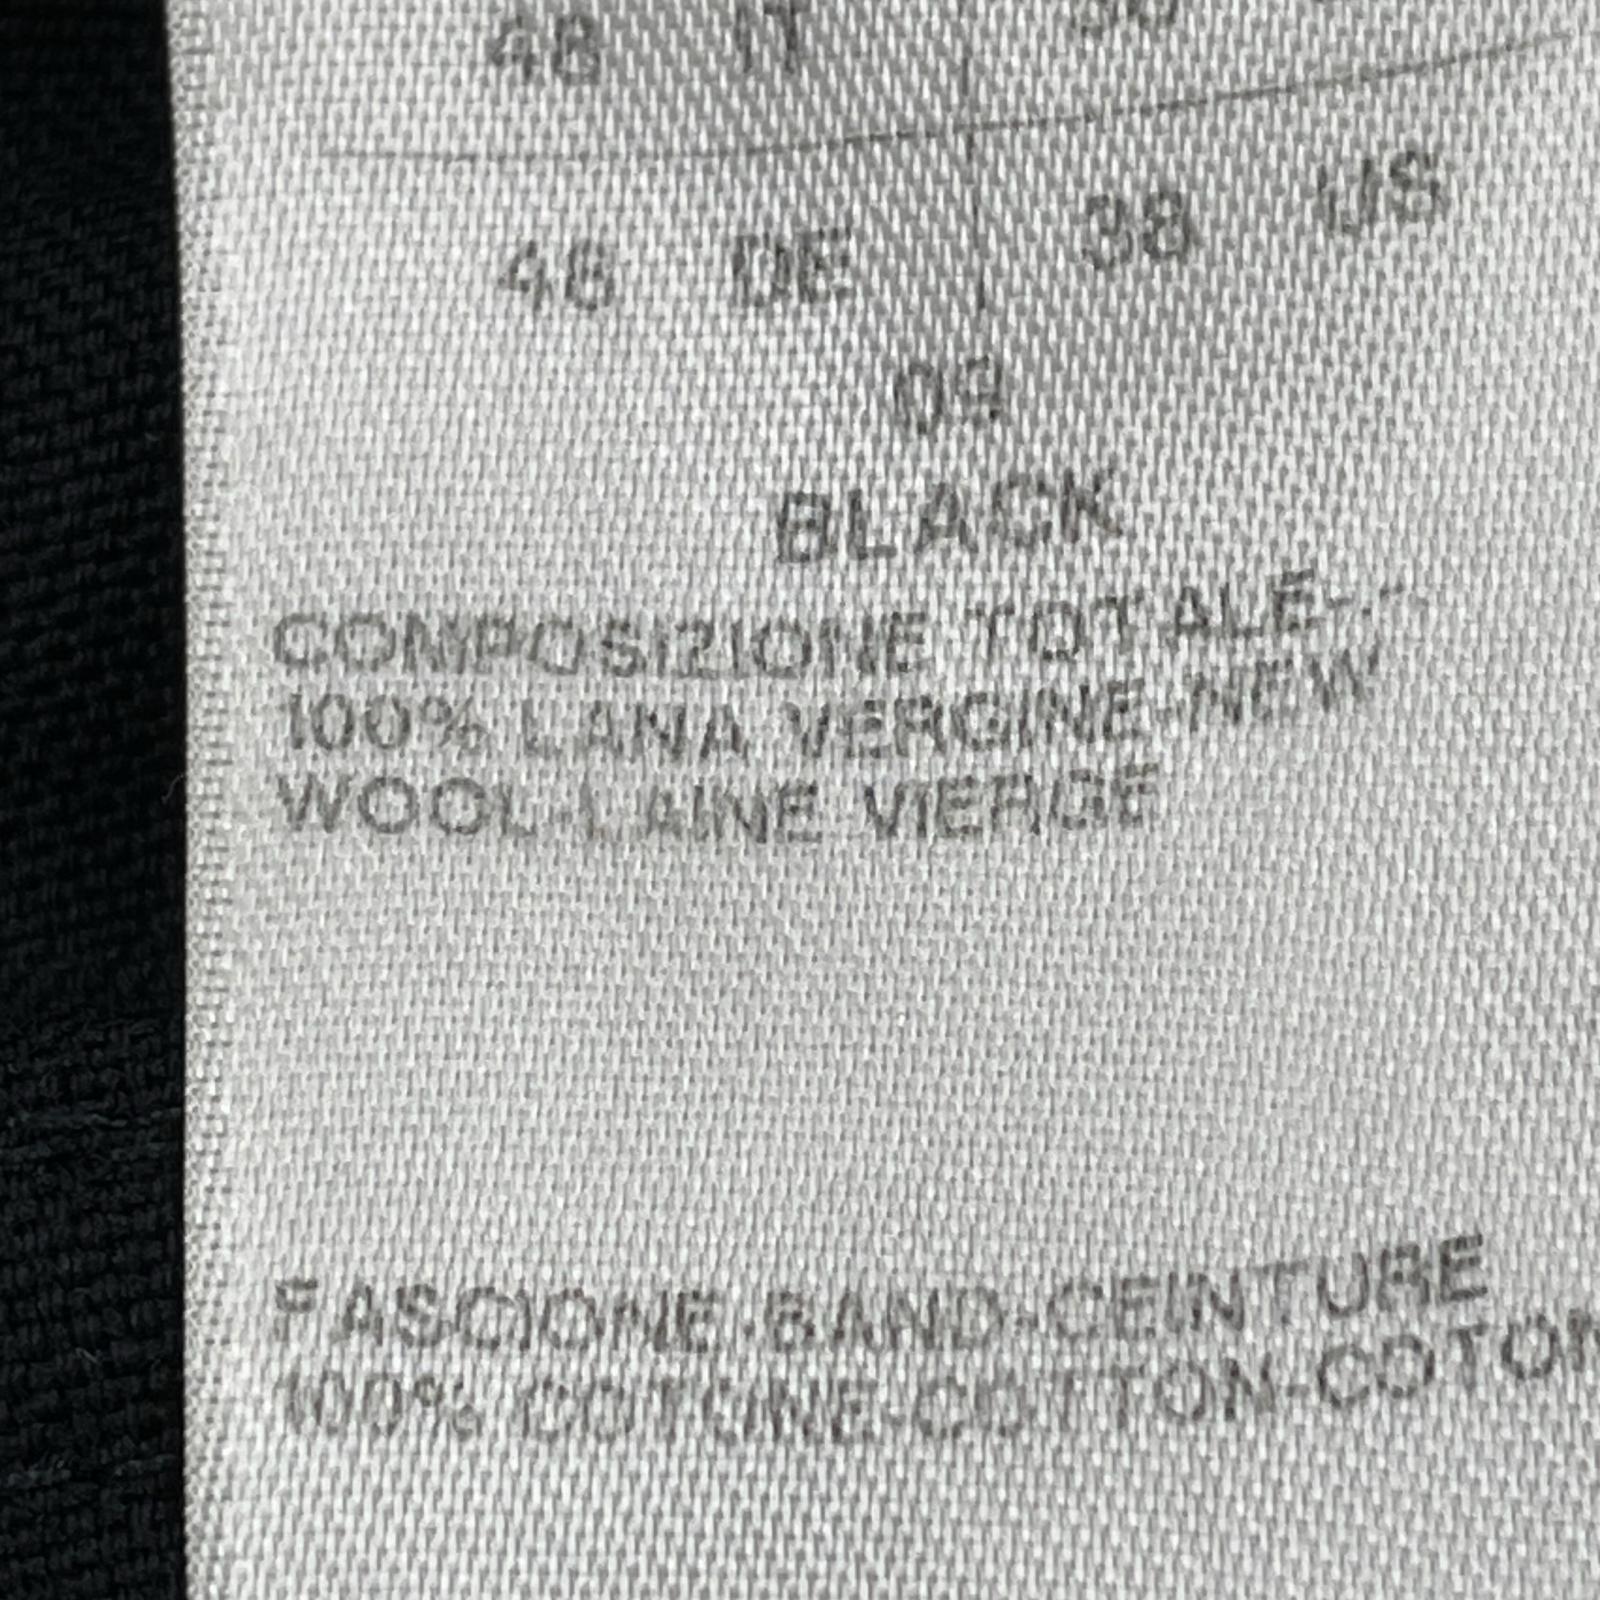 48 IT
48 DE 38 US
09
BLACK
COMPOSIZIONE TOTALE--
100% LANA VERGINE-NEW
WOOL-LAINE VIERGE
FASCIONE-BAND-CEINTURE
100% COTONE-COTTON-COTON